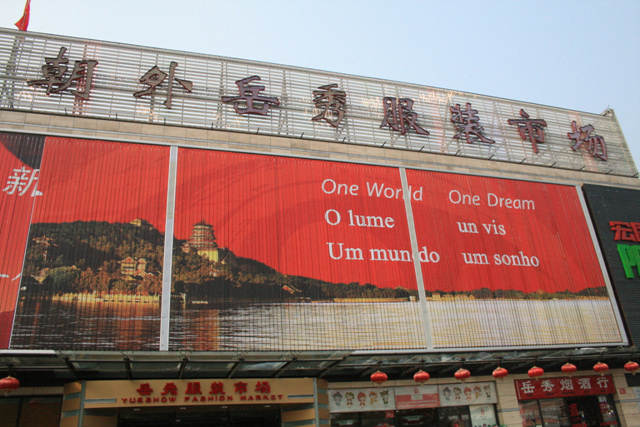 朝外岳秀服装市场
新
One World One Dream
O lume un vis
Um mundo um sonho
岳秀服装市场
YUESHOW FASHION MARKET
岳秀烟酒行